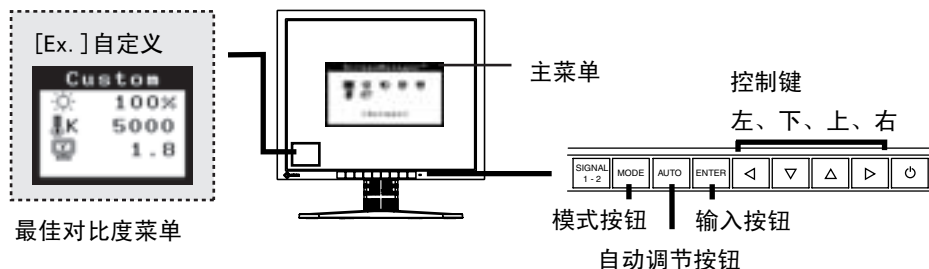 [Ex.]自定义
Custom
100%
K 5000
1.8
最佳对比度菜单
主菜单
控制键
左、下、上、右
SIGNAL
1 - 2
MODE
AUTO
ENTER
模式按钮
输入按钮
自动调节按钮